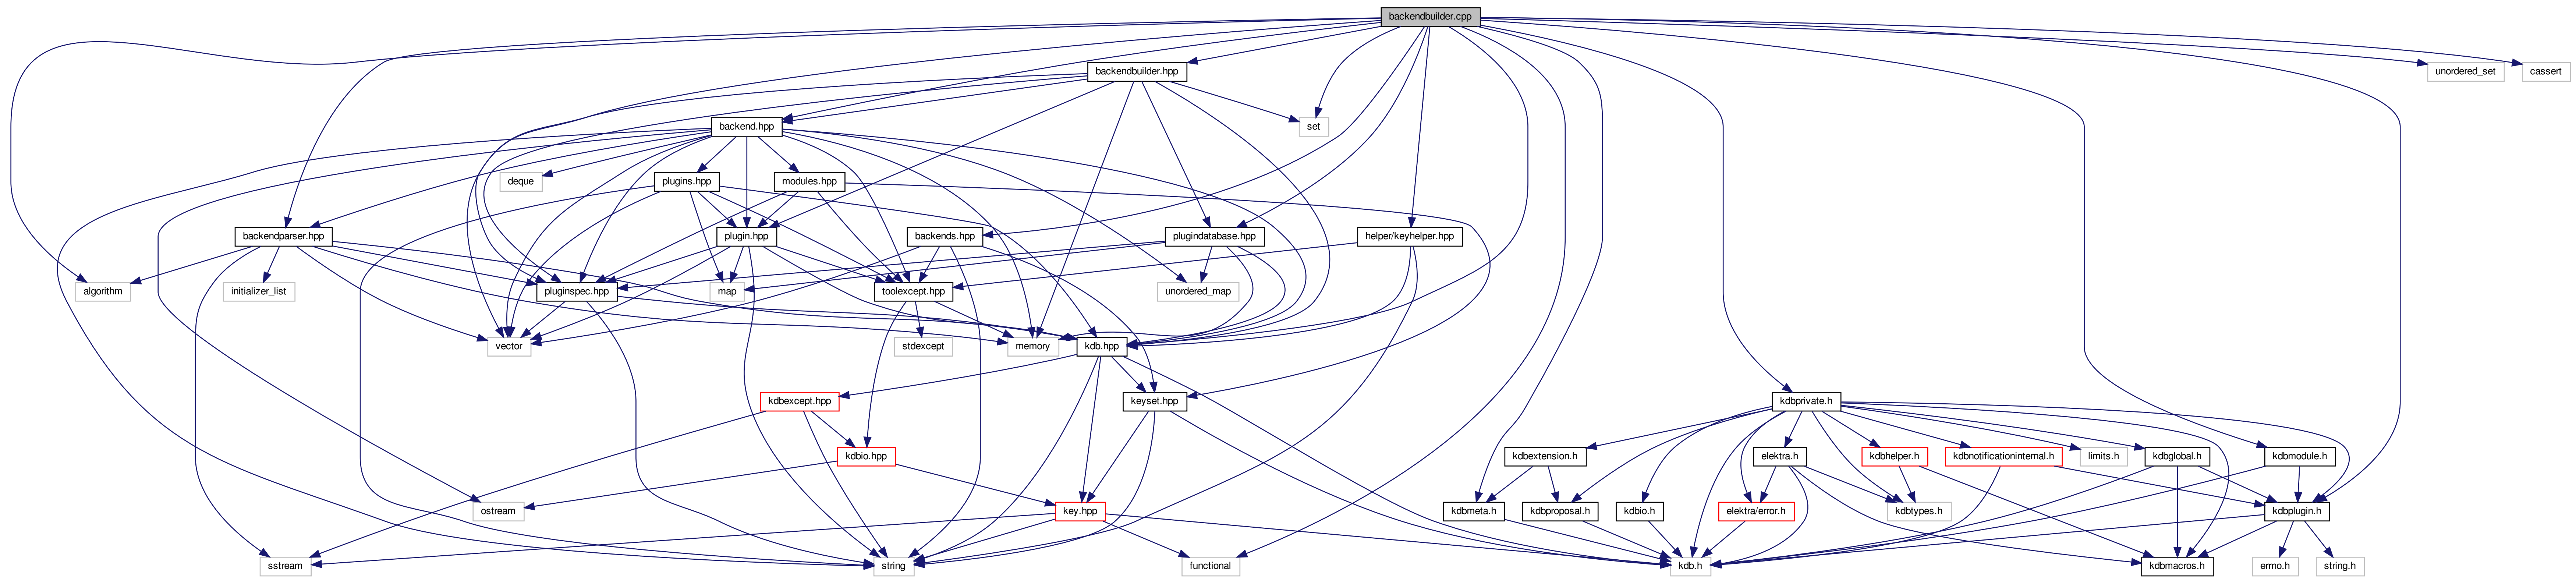 backendbuilder.cpp
backendbuilder.hpp
unordered_set
cassert
backend.hpp
set
deque
plugins.hpp
modules.hpp
backendparser.hpp
plugin.hpp
backends.hpp
plugindatabase.hpp
helper/keyhelper.hpp
algorithm
initializer_list
pluginspec.hpp
map
toolexcept.hpp
unordered_map
vector
stdexcept
memory
kdb.hpp
kdbexcept.hpp
keyset.hpp
kdbprivate.h
kdbio.hpp
kdbextension.h
elektra.h
kdbhelper.h
kdbnotificationinternal.h
limits.h
kdbglobal.h
kdbmodule.h
ostream
key.hpp
kdbmeta.h
kdbproposal.h
kdbio.h
elektra/error.h
kdbtypes.h
kdbplugin.h
sstream
string
functional
kdb.h
kdbmacros.h
errno.h
string.h